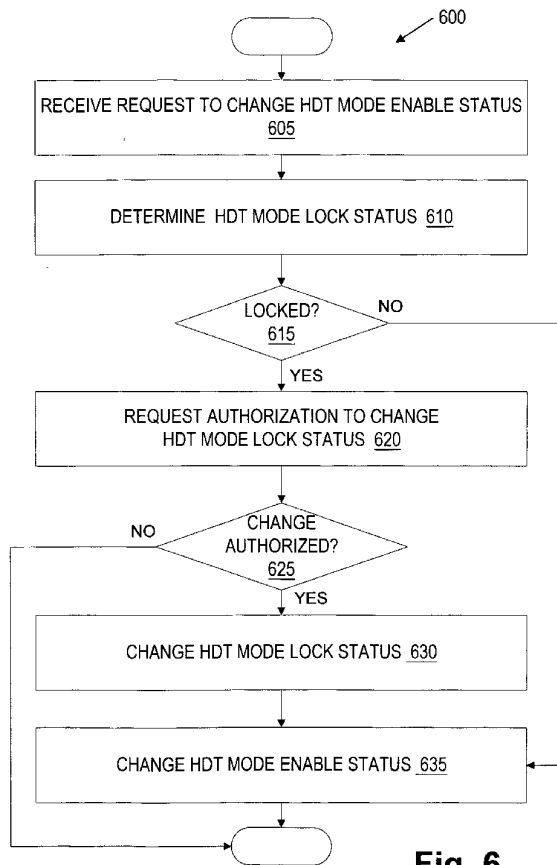 600
RECEIVE REQUEST TO CHANGE HDT MODE ENABLE STATUS
605
DETERMINE HDT MODE LOCK STATUS 610
LOCKED?
615
NO
YES
REQUEST AUTHORIZATION TO CHANGE
HDT MODE LOCK STATUS 620
NO
CHANGE
AUTHORIZED?
625
YES
CHANGE HDT MODE LOCK STATUS 630
CHANGE HDT MODE ENABLE STATUS 635
Fig. 6